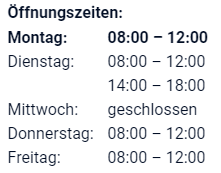 Öffnungszeiten:
Montag: 08:00 – 12:00
Dienstag: 08:00 – 12:00
14:00 – 18:00
Mittwoch: geschlossen
Donnerstag: 08:00 – 12:00
Freitag: 08:00 – 12:00